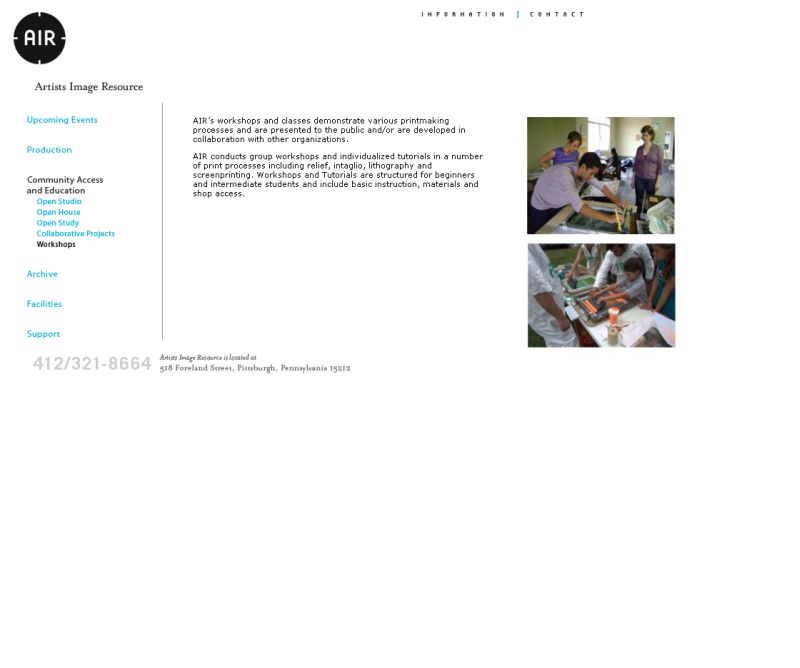 INFORMATION | CONTACT
AIR
Artists Image Resource
Upcoming Events
Production
Community Access
and Education
Open Studio
Open House
Open Study
Collaborative Projects
Workshops
Archive
Facilities
Support
AIR's workshops and classes demonstrate various printmaking
processes and are presented to the public and/or are developed in
collaboration with other organizations.
AIR conducts group workshops and individualized tutorials in a number
of print processes including relief, intaglio, lithography and
screenprinting. Workshops and Tutorials are structured for beginners
and intermediate students and include basic instruction, materials and
shop access.
412/321-8664
Artists Image Resource is located at
518 Foreland Street, Pittsburgh, Pennsylvania 15212